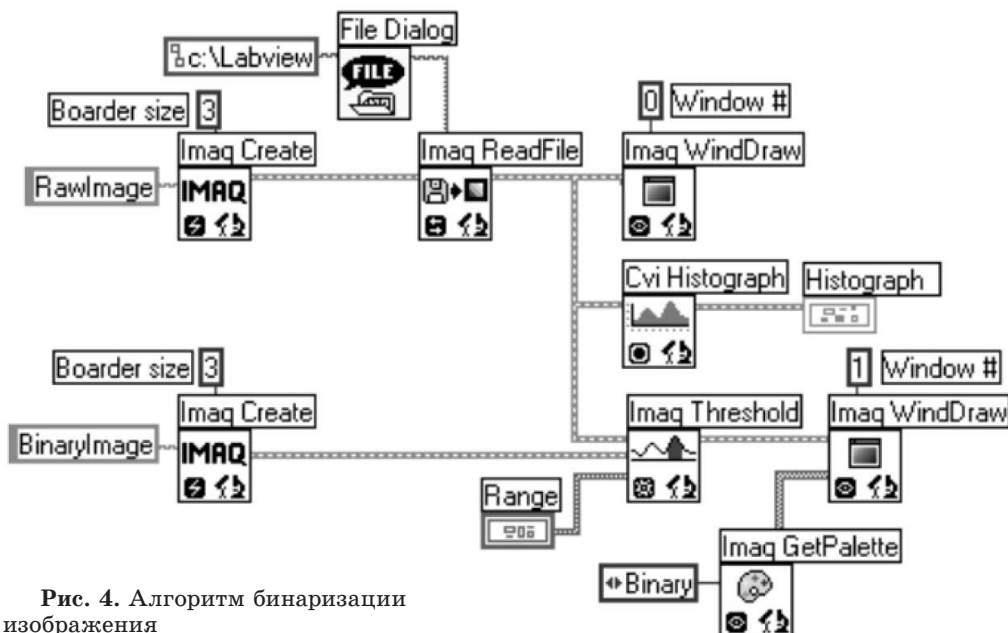 File Dialog
c:\Labview
FILE
Boarder size 3
0 Window #
Imaq Create
Imaq ReadFile
Imaq WindDraw
RawImage
IMAQ
Cvi Histograph
Histograph
Boarder size 3
1 Window #
Imaq Create
Imaq Threshold
Imaq WindDraw
BinaryImage
IMAQ
Range
Imaq GetPalette
Binary
Рис. 4. Алгоритм бинаризации
изображения